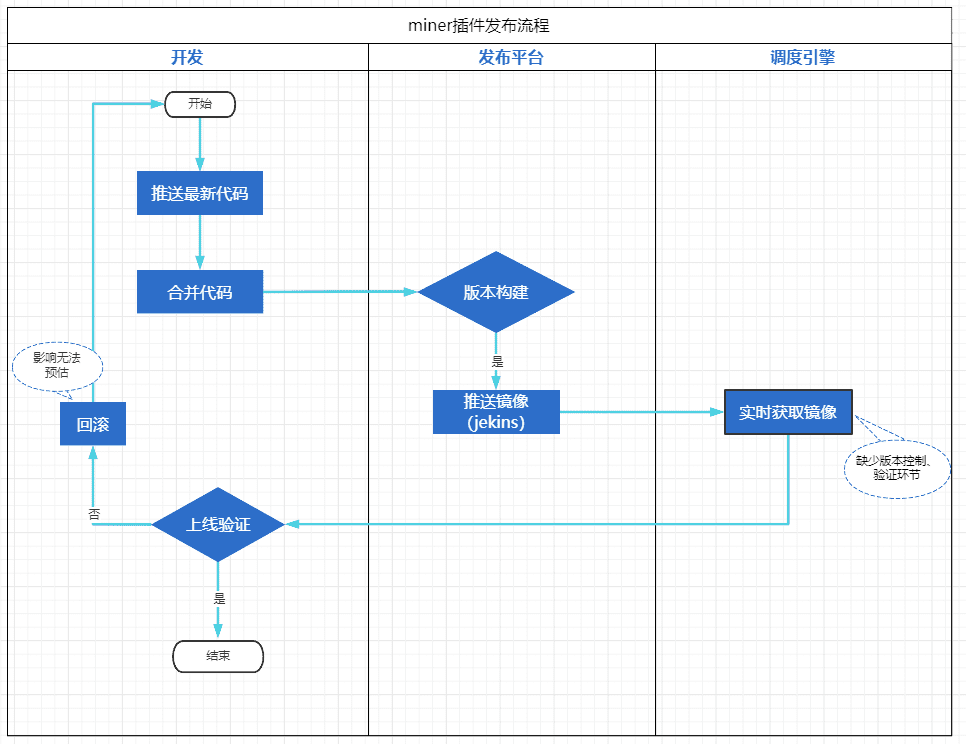 miner插件发布流程
开发
发布平台
调度引擎
开始
推送最新代码
合并代码
版本构建
是
影响无法
预估
推送镜像
(jekins)
实时获取镜像
回滚
缺少版本控制、
验证环节
否
上线验证
是
结束